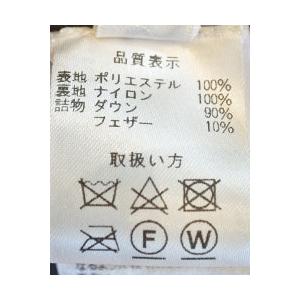 品質表示
表地 ポリエステル 100%
裏地 ナイロン 100%
詰物 ダウン 90%
フェザー 10%
取扱い方
F W